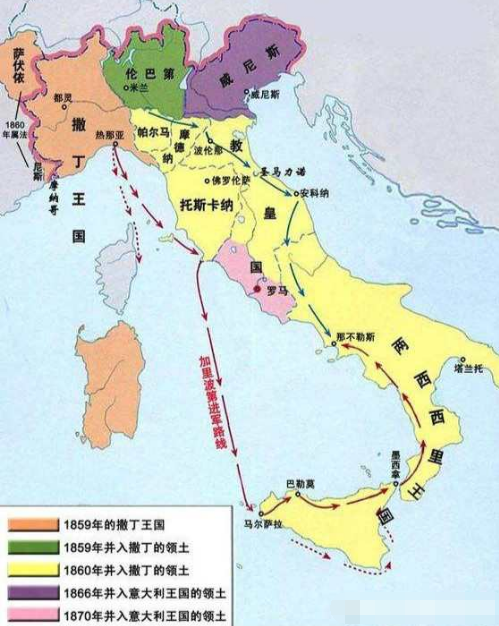 萨伏依
1860
年属法
尼斯
摩纳哥
都灵
撒丁王国
热那亚
伦巴第
米兰
威尼斯
威尼斯
帕尔马
摩德纳
波伦那
教皇国
圣马力诺
佛罗伦萨
安科纳
托斯卡纳
罗马
那不勒斯
塔兰托
两西西里王国
加里波第进军路线
墨西拿
巴勒莫
马尔萨拉
1859年的撒丁王国
1859年并入撒丁的领土
1860年并入撒丁的领土
1866年并入意大利王国的领土
1870年并入意大利王国的领土